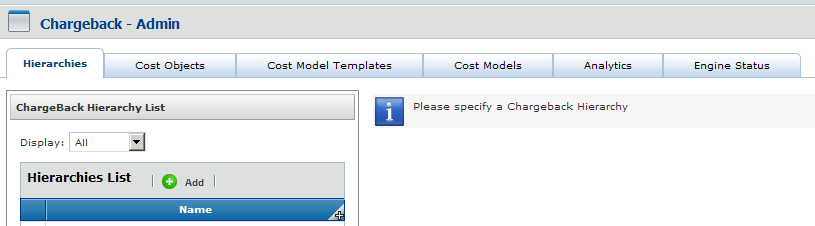 Chargeback - Admin
Hierarchies Cost Objects Cost Model Templates Cost Models Analytics Engine Status
ChargeBack Hierarchy List
Please specify a Chargeback Hierarchy
Display: All
Hierarchies List Add
Name